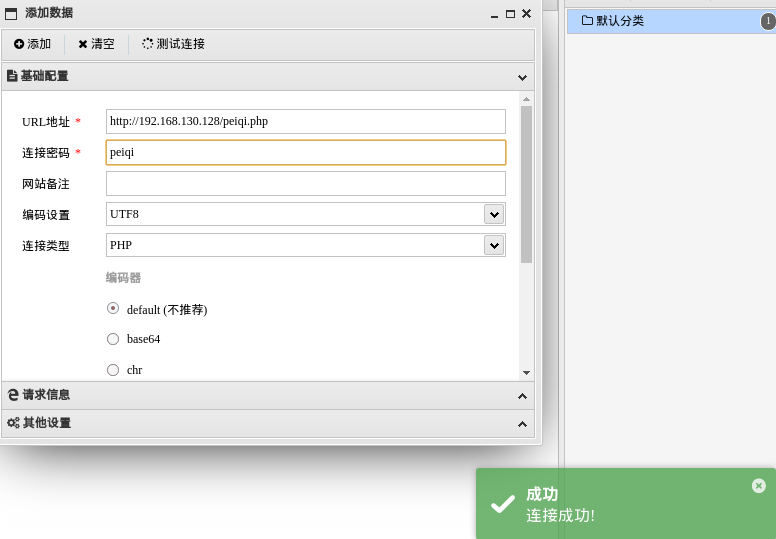 添加数据
添加 清空 测试连接
基础配置
URL地址 * http://192.168.130.128/peiqi.php
连接密码 * peiqi
网站备注
编码设置 UTF8
连接类型 PHP
编码器
default (不推荐)
base64
chr
请求信息
其他设置
默认分类 1
成功
连接成功!